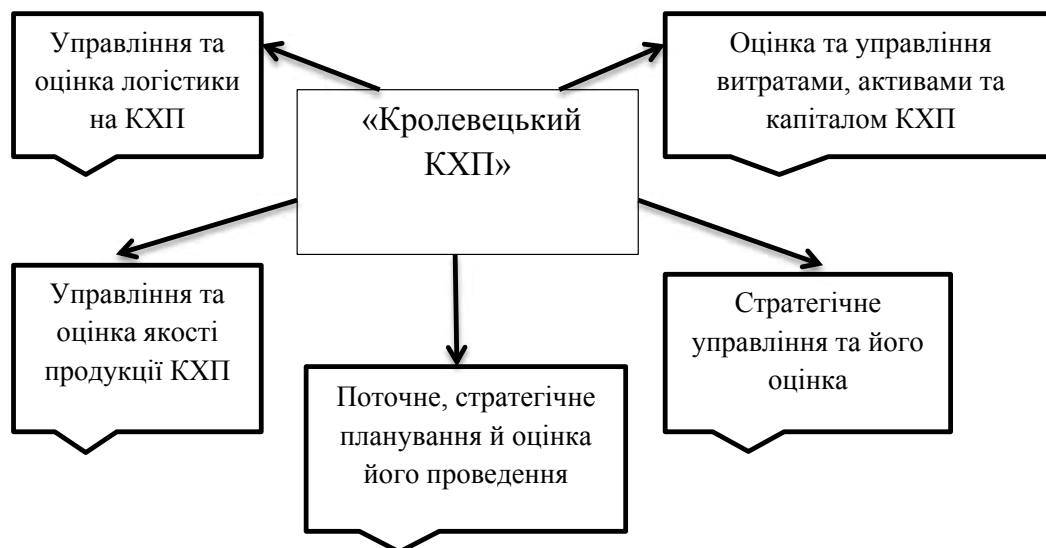 Управління та
оцінка логістики
на КХП
Оцінка та управління
витратами, активами та
капіталом КХП
«Кролевецький
КХП»
Управління та
оцінка якості
продукції КХП
Поточне, стратегічне
планування й оцінка
його проведення
Стратегічне
управління та його
оцінка